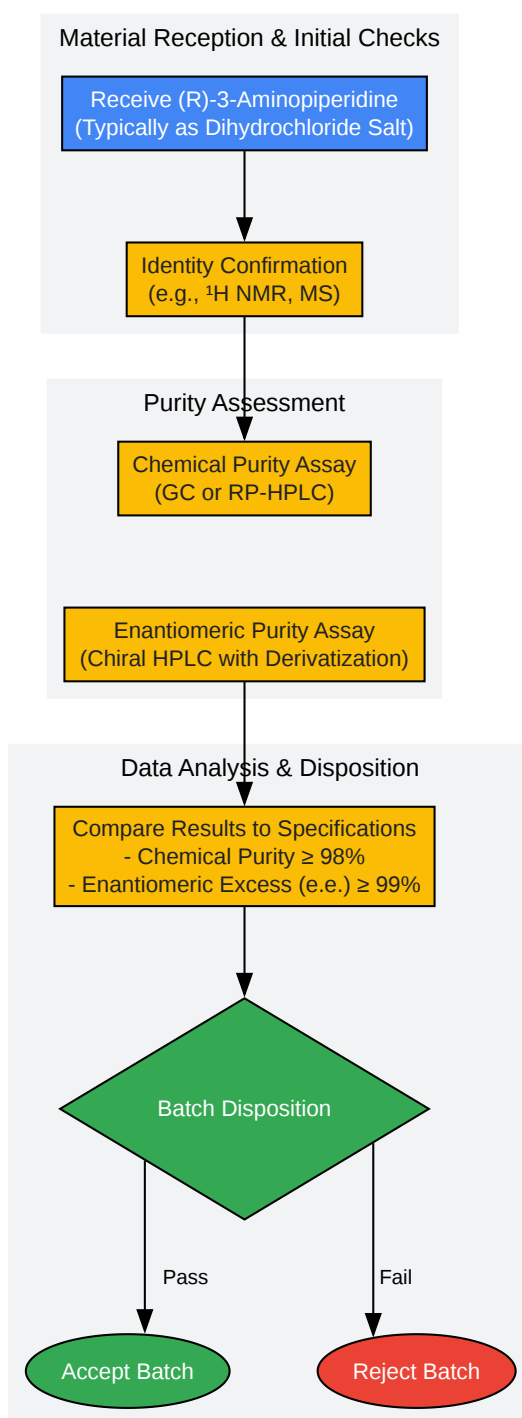 Material Reception & Initial Checks
Receive (R)-3-Aminopiperidine
(Typically as Dihydrochloride Salt)
Identity Confirmation
(e.g., ¹H NMR, MS)
Purity Assessment
Chemical Purity Assay
(GC or RP-HPLC)
Enantiomeric Purity Assay
(Chiral HPLC with Derivatization)
Data Analysis & Disposition
Compare Results to Specifications
- Chemical Purity ≥ 98%
- Enantiomeric Excess (e.e.) ≥ 99%
Batch Disposition
Pass
Fail
Accept Batch
Reject Batch